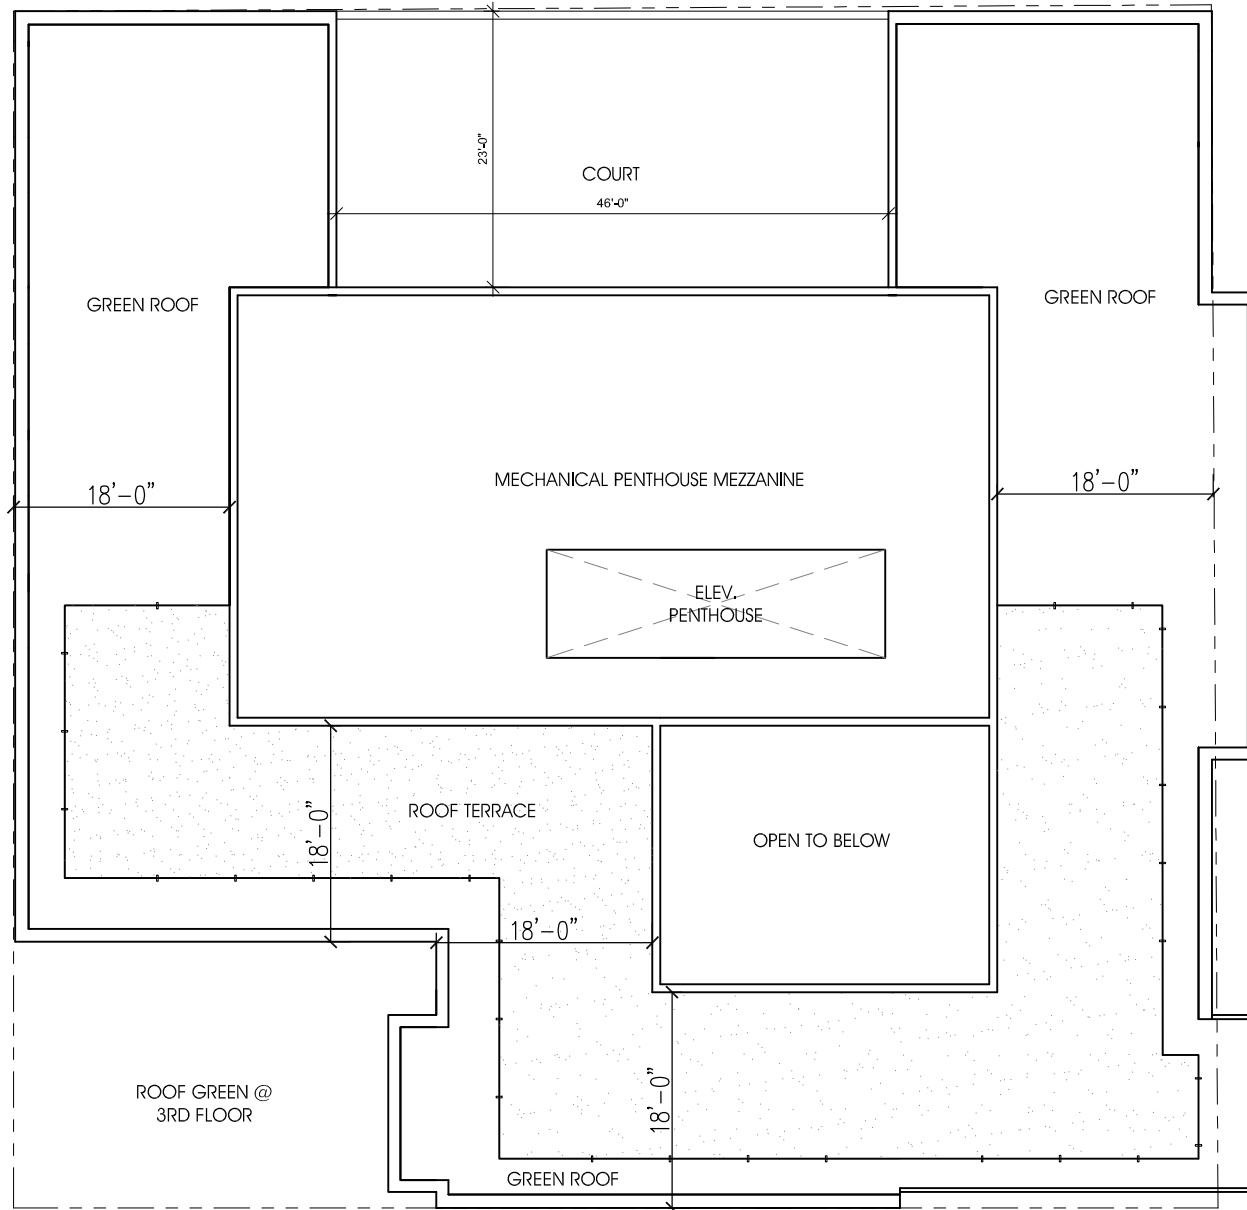 23'-0"
COURT
46'-0"
GREEN ROOF
GREEN ROOF
MECHANICAL PENTHOUSE MEZZANINE
18'-0"
18'-0"
ELEV.
PENTHOUSE
ROOF TERRACE
18'-0"
OPEN TO BELOW
18'-0"
ROOF GREEN @
3RD FLOOR
18'-0"
GREEN ROOF